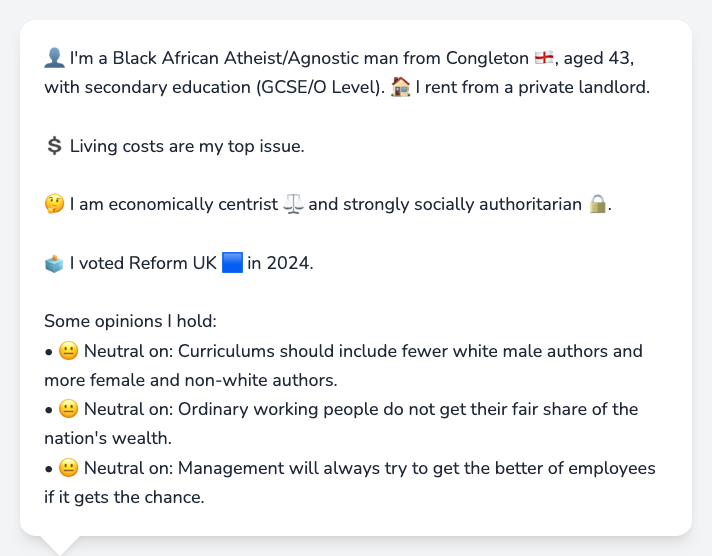 👤 I'm a Black African Atheist/Agnostic man from Congleton 🏴󠁧󠁢󠁥󠁮󠁧󠁿, aged 43,
with secondary education (GCSE/O Level). 🏠 I rent from a private landlord.
💲 Living costs are my top issue.
🤔 I am economically centrist ⚖️ and strongly socially authoritarian 🔒.
🗳️ I voted Reform UK 🟦 in 2024.
Some opinions I hold:
• 😐 Neutral on: Curriculums should include fewer white male authors and
more female and non-white authors.
• 😐 Neutral on: Ordinary working people do not get their fair share of the
nation's wealth.
• 😐 Neutral on: Management will always try to get the better of employees
if it gets the chance.